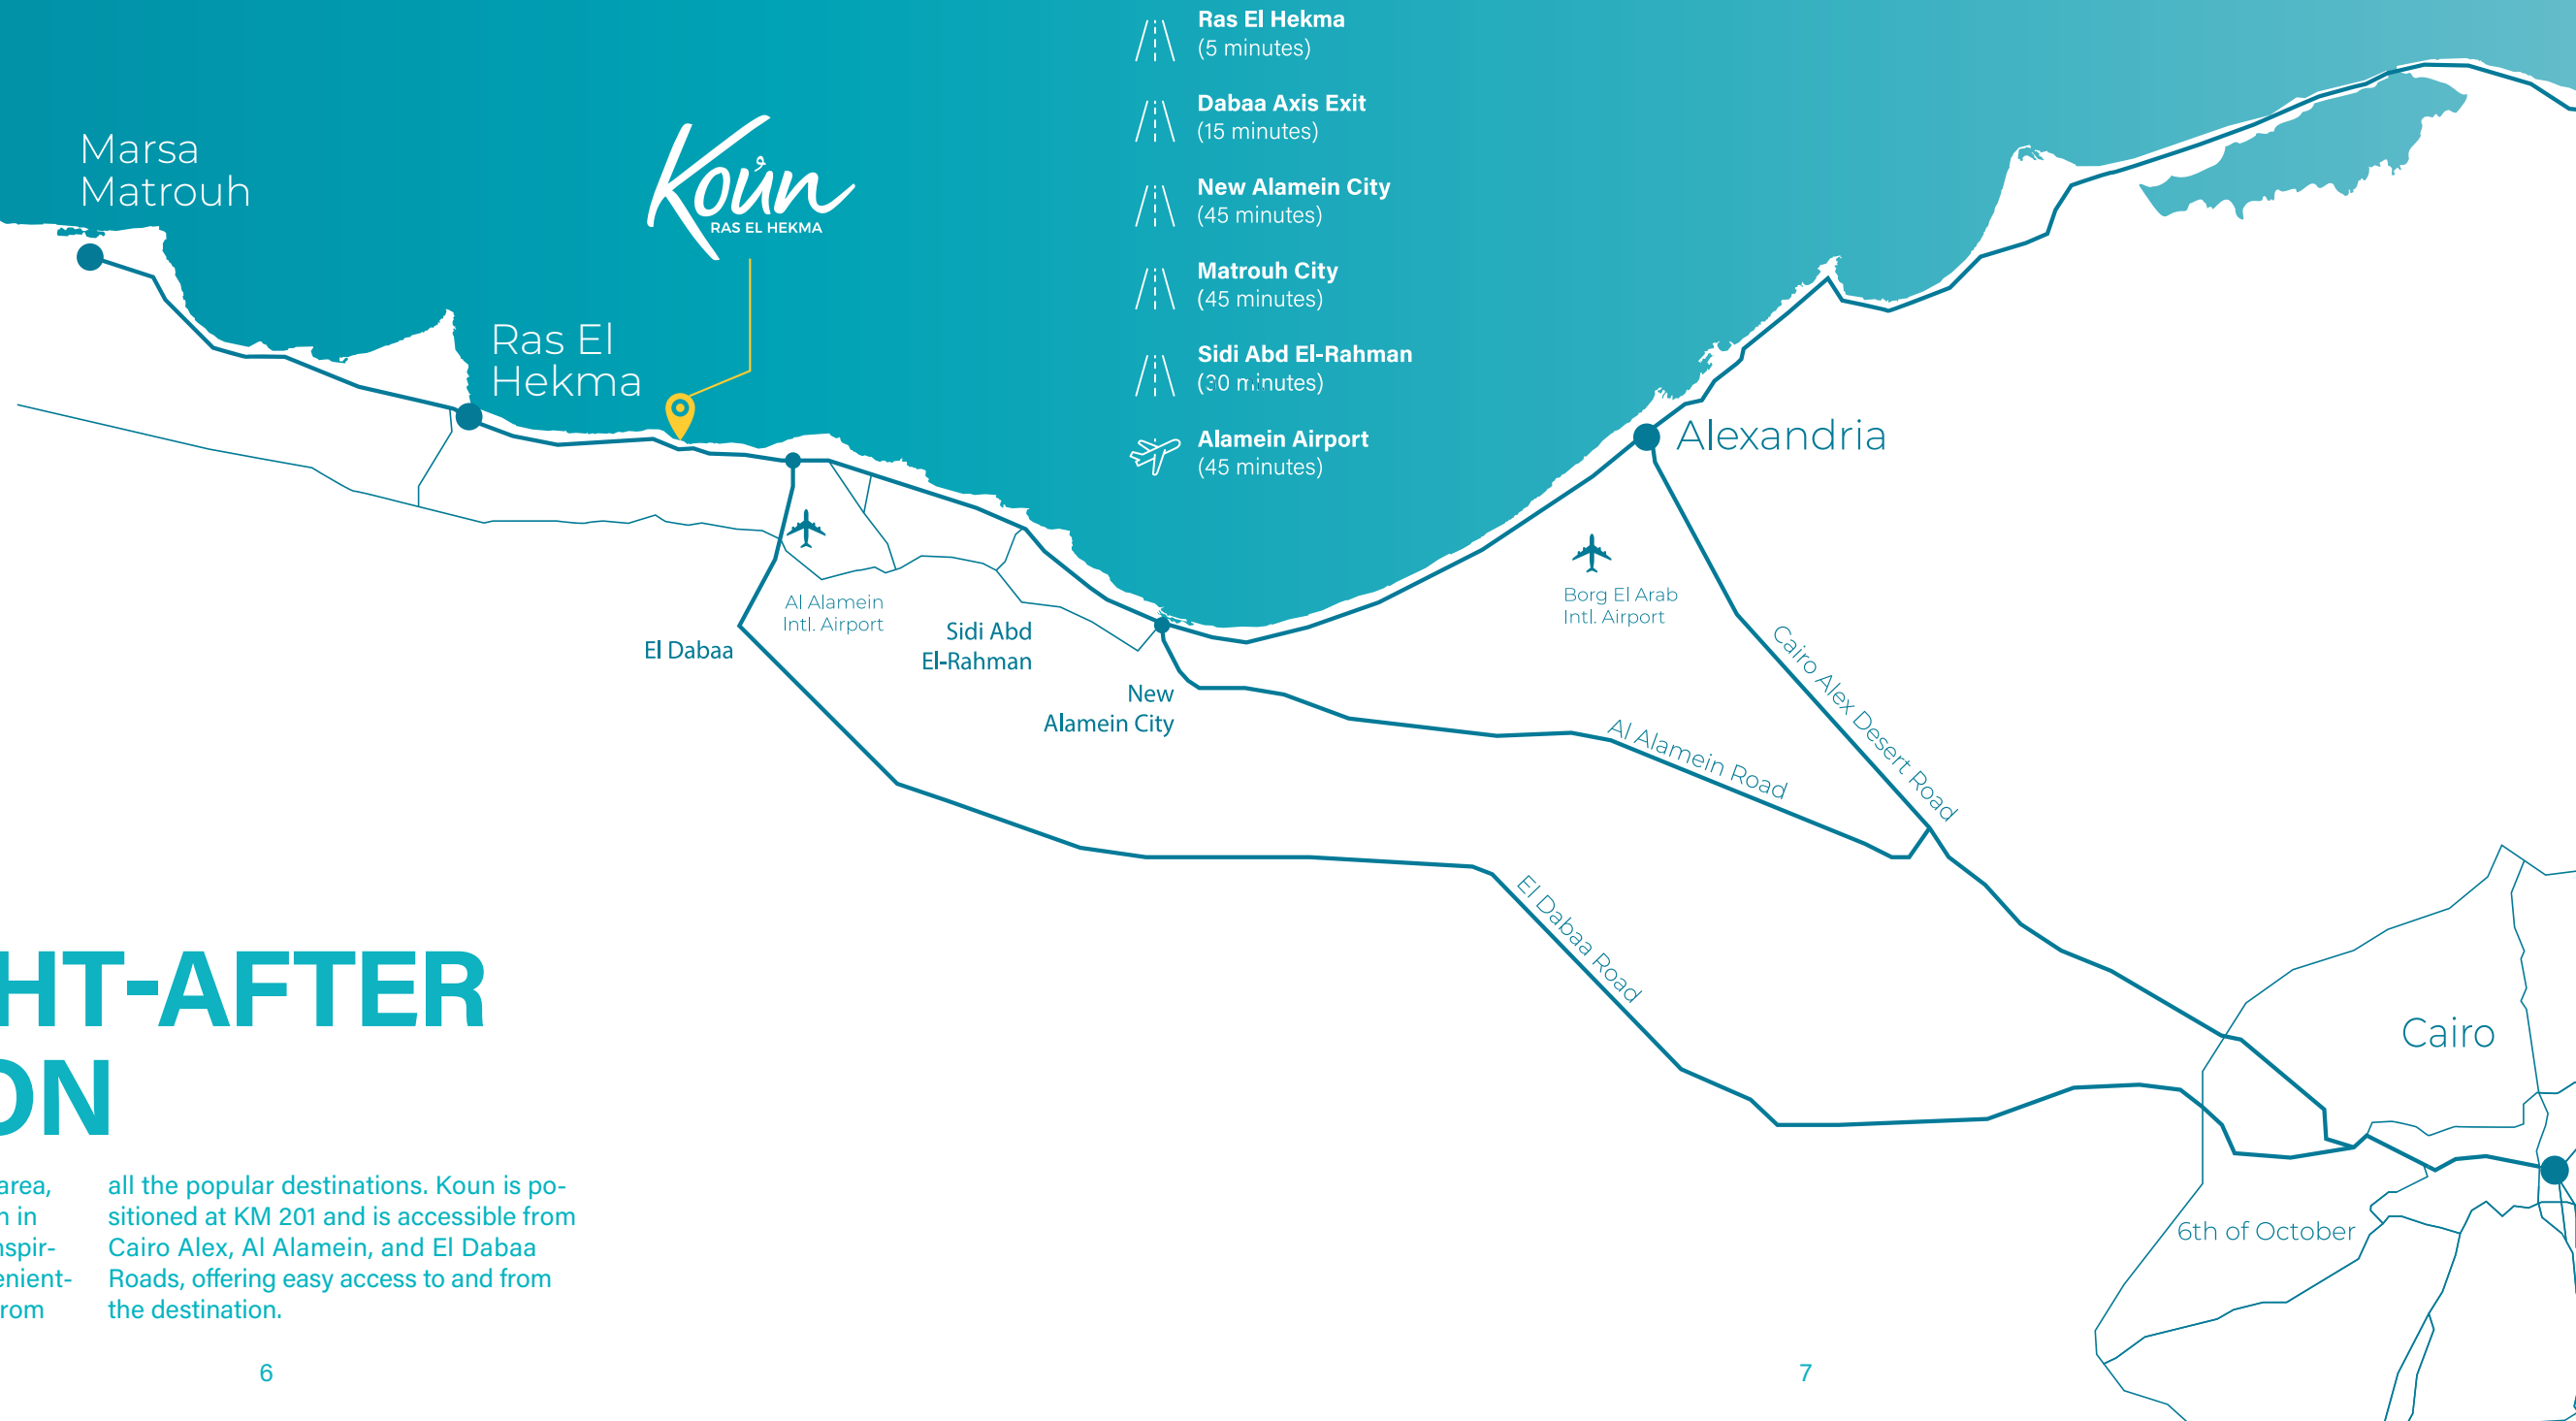 Ras El Hekma
(5 minutes)
Dabaa Axis Exit
(15 minutes)
New Alamein City
(45 minutes)
Matrouh City
(45 minutes)
Sidi Abd El-Rahman
(30 minutes)
Alamein Airport
(45 minutes)
Marsa
Matrouh
Koun
RAS EL HEKMA
Ras El
Hekma
Alexandria
Al Alamein
Intl. Airport
Borg El Arab
Intl. Airport
El Dabaa
Sidi Abd
El-Rahman
New
Alamein City
Cairo Alex Desert Road
Al Alamein Road
El Dabaa Road
Cairo
6th of October
HT-AFTER
ON
area,
n in
nspir-
enient-
rom
all the popular destinations. Koun is po-
sitioned at KM 201 and is accessible from
Cairo Alex, Al Alamein, and El Dabaa
Roads, offering easy access to and from
the destination.
6
7